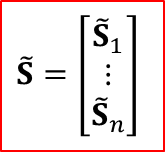 S̃ = [S̃₁
⋮
S̃ₙ]